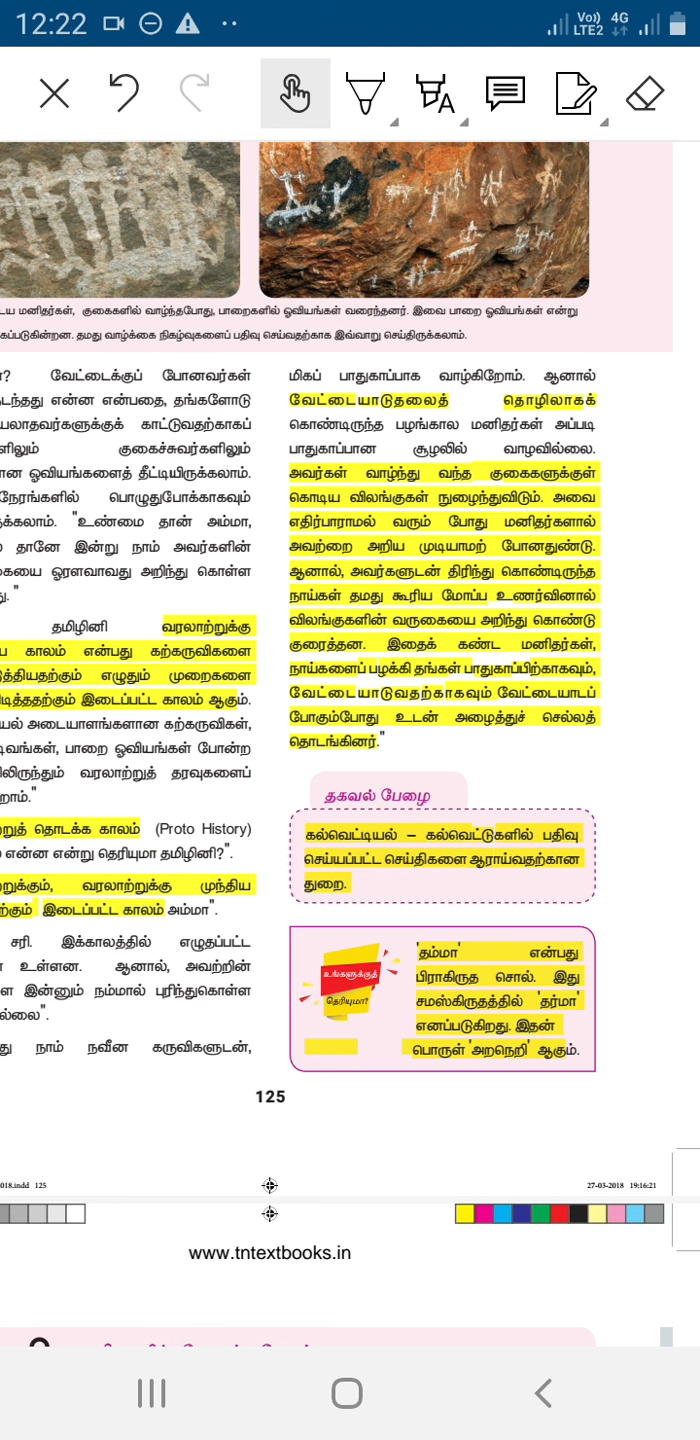 12:22
Vo)) 4G
LTE2
A
மனிதர்கள், குகைகளில் வாழ்ந்தபோது, பாறைகளில் ஓவியங்கள் வரைந்தனர். இவை பாறை ஓவியங்கள் என்று
தமது வாழ்க்கை நிகழ்வுகளைப் பதிவு செய்வதற்காக இவ்வாறு செய்திருக்கலாம்.
வேட்டைக்குப் போனவர்கள்
என்ன என்பதை, தங்களோடு
காட்டுவதற்காகப்
குகைச்சுவர்களிலும்
ஓவியங்களைத் தீட்டியிருக்கலாம்.
பொழுதுபோக்காகவும்
"உண்மை தான் அம்மா,
தானே இன்று நாம் அவர்களின்
ஓரளவாவது அறிந்து கொள்ள
தமிழினி வரலாற்றுக்கு
காலம் என்பது கற்கருவிகளை
எழுதும் முறைகளை
இடைப்பட்ட காலம் ஆகும்.
அடையாளங்களான கற்கருவிகள்,
பாறை ஓவியங்கள் போன்ற
வரலாற்றுத் தரவுகளைப்
தொடக்க காலம் (Proto History)
என்ன என்று தெரியுமா தமிழினி?".
வரலாற்றுக்கு முந்திய
இடைப்பட்ட காலம் அம்மா".
சரி. இக்காலத்தில் எழுதப்பட்ட
உள்ளன. ஆனால், அவற்றின்
இன்னும் நம்மால் புரிந்துகொள்ள
நாம் நவீன கருவிகளுடன்,
மிகப் பாதுகாப்பாக வாழ்கிறோம். ஆனால்
வேட்டையாடுதலைத் தொழிலாகக்
கொண்டிருந்த பழங்கால மனிதர்கள் அப்படி
பாதுகாப்பான சூழலில் வாழவில்லை.
அவர்கள் வாழ்ந்து வந்த குகைகளுக்குள்
கொடிய விலங்குகள் நுழைந்துவிடும். அவை
எதிர்பாராமல் வரும் போது மனிதர்களால்
அவற்றை அறிய முடியாமற் போனதுண்டு.
ஆனால், அவர்களுடன் திரிந்து கொண்டிருந்த
நாய்கள் தமது கூரிய மோப்ப உணர்வினால்
விலங்குகளின் வருகையை அறிந்து கொண்டு
குரைத்தன. இதைக் கண்ட மனிதர்கள்,
நாய்களைப் பழக்கி தங்கள் பாதுகாப்பிற்காகவும்,
வேட்டையாடுவதற்காகவும் வேட்டையாடப்
போகும்போது உடன் அழைத்துச் செல்லத்
தொடங்கினர்."
தகவல் பேழை
கல்வெட்டியல் – கல்வெட்டுகளில் பதிவு
செய்யப்பட்ட செய்திகளை ஆராய்வதற்கான
துறை.
உங்களுக்குத்
தெரியுமா?
'தம்மா' என்பது
பிராகிருத சொல். இது
சமஸ்கிருதத்தில் 'தர்மா'
எனப்படுகிறது. இதன்
பொருள் 'அறநெறி' ஆகும்.
125
018.indd 125
27-03-2018 19:16:21
www.tntextbooks.in